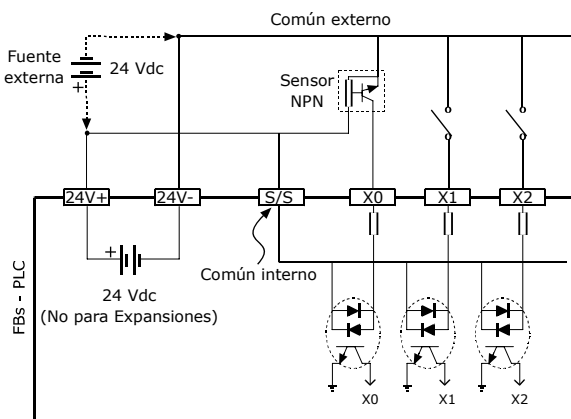 Común externo
Fuente
externa
24 Vdc
+
Sensor
NPN
24V+
24V-
S/S
X0
X1
X2
+
Común interno
24 Vdc
(No para Expansiones)
FBs - PLC
X0
X1
X2